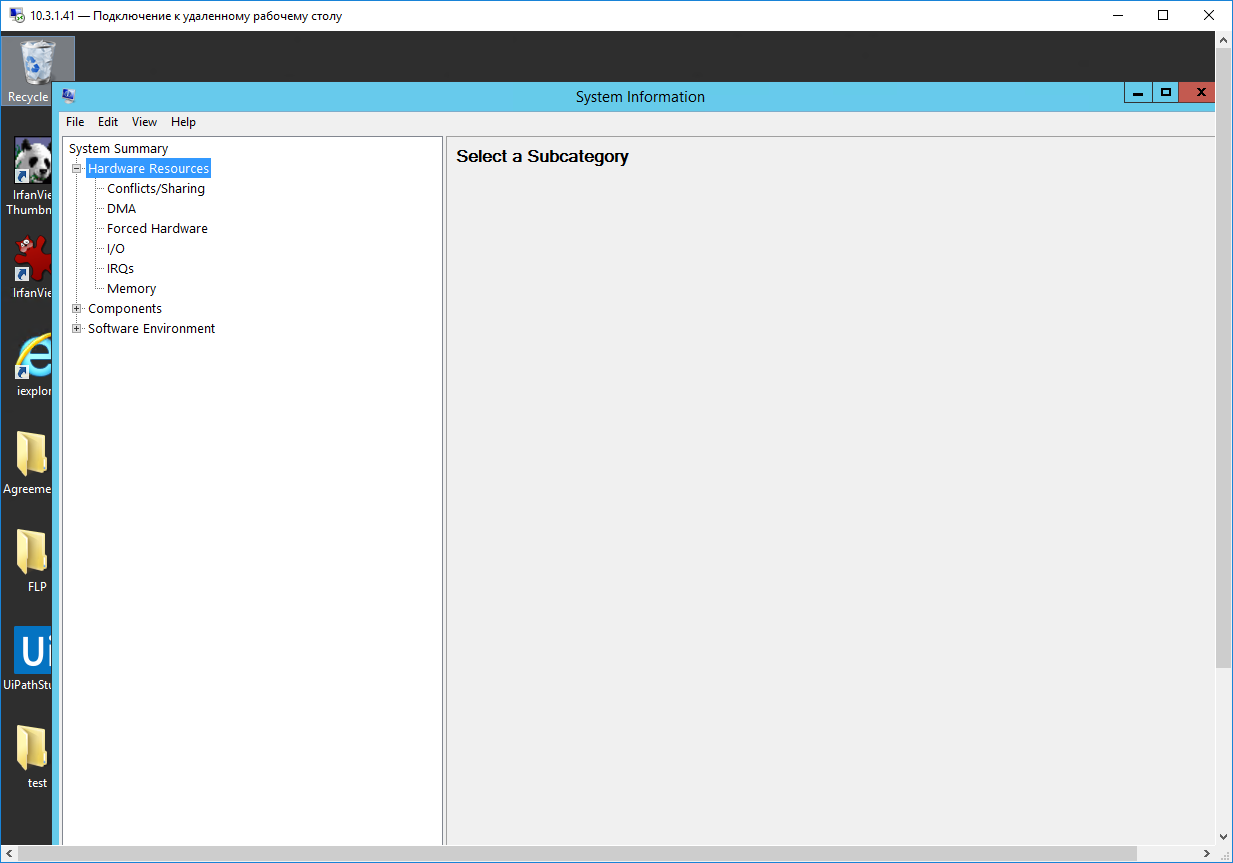 10.3.1.41 — Подключение к удаленному рабочему столу
Recycle
System Information
File Edit View Help
System Summary
Hardware Resources
Conflicts/Sharing
DMA
Forced Hardware
I/O
IRQs
Memory
Components
Software Environment
Select a Subcategory
IrfanVie
Thumbn
IrfanVie
iexplor
Agreeme
FLP
Ui
UiPathStu
test